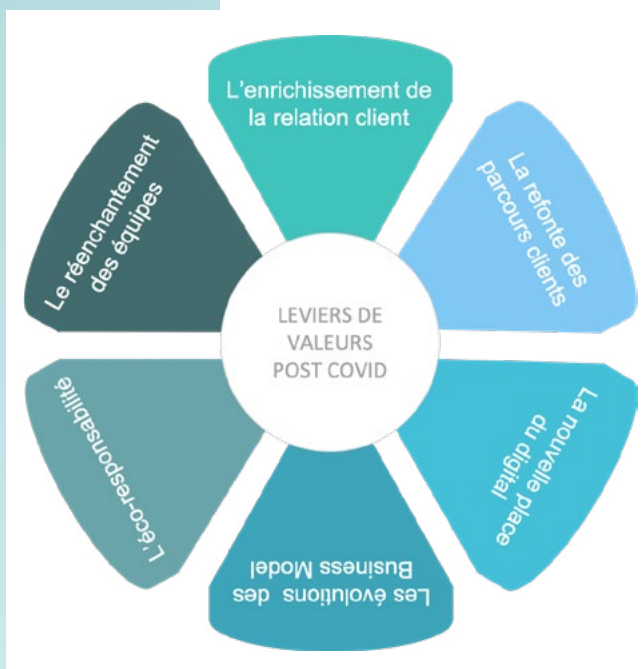 L'enrichissement de
la relation client
La refonte des
parcours clients
La nouvelle place
du digital
Les évolutions des
Business Model
L'éco-responsabilité
Le réenchantement
des équipes
LEVIERS DE
VALEURS
POST COVID